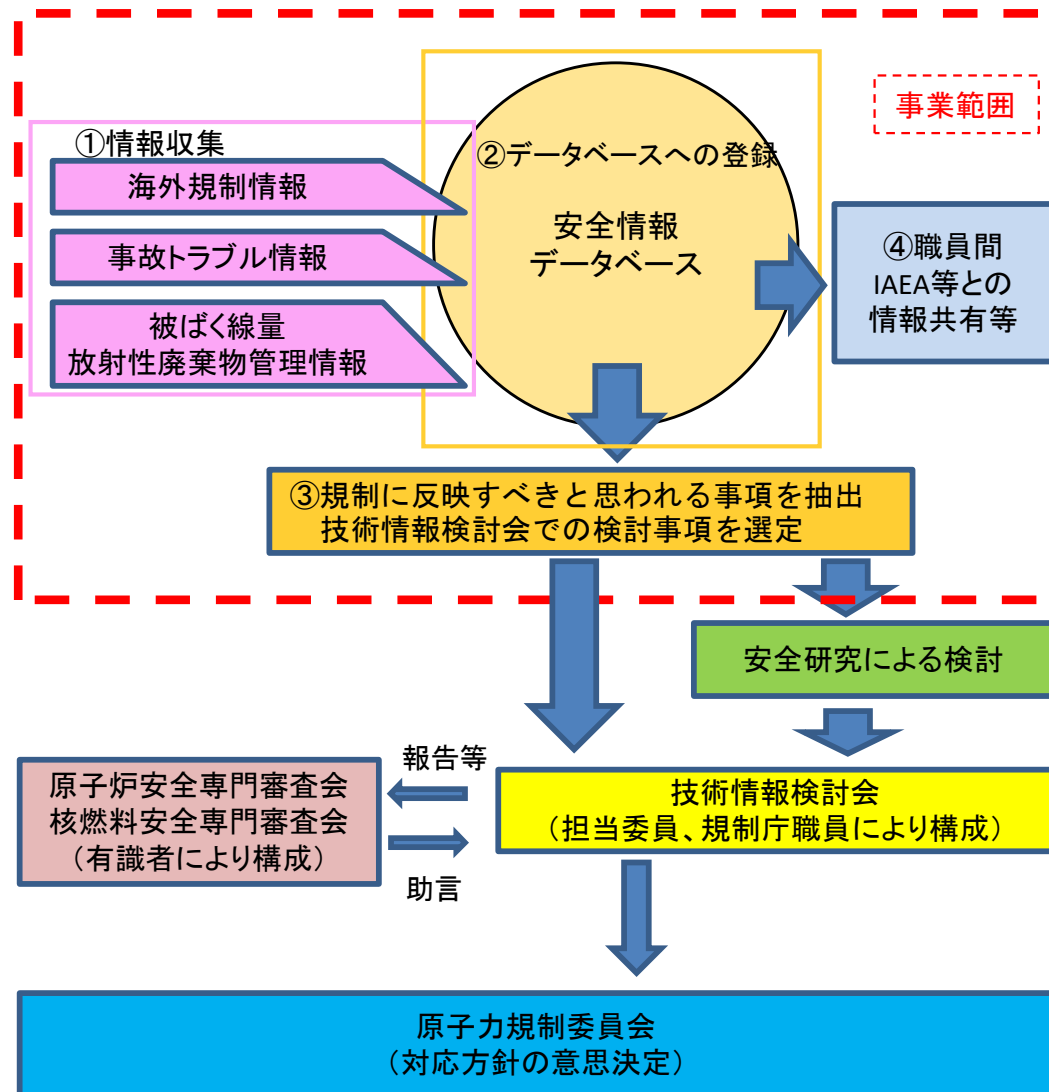 事業範囲
①情報収集
海外規制情報
事故トラブル情報
被ばく線量
放射性廃棄物管理情報
②データベースへの登録
安全情報
データベース
④職員間
IAEA等との
情報共有等
③規制に反映すべきと思われる事項を抽出
技術情報検討会での検討事項を選定
安全研究による検討
報告等
原子炉安全専門審査会
核燃料安全専門審査会
(有識者により構成)
助言
技術情報検討会
(担当委員、規制庁職員により構成)
原子力規制委員会
(対応方針の意思決定)